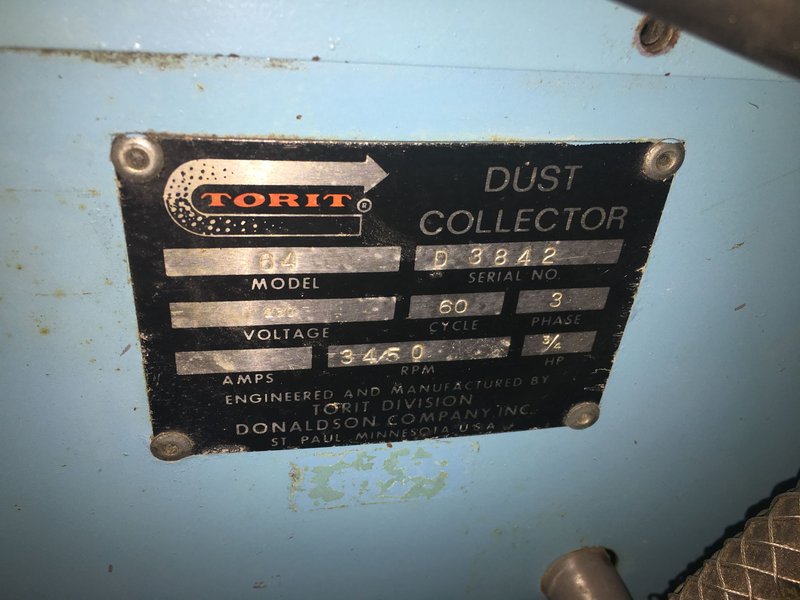 TORIT ®
DUST
COLLECTOR
64
MODEL
D 3842
SERIAL NO.
VOLTAGE
60
CYCLE
3
PHASE
AMPS
3450
RPM
3/4
HP
ENGINEERED AND MANUFACTURED BY
TORIT DIVISION
DONALDSON COMPANY, INC.
ST. PAUL, MINNESOTA U.S.A.